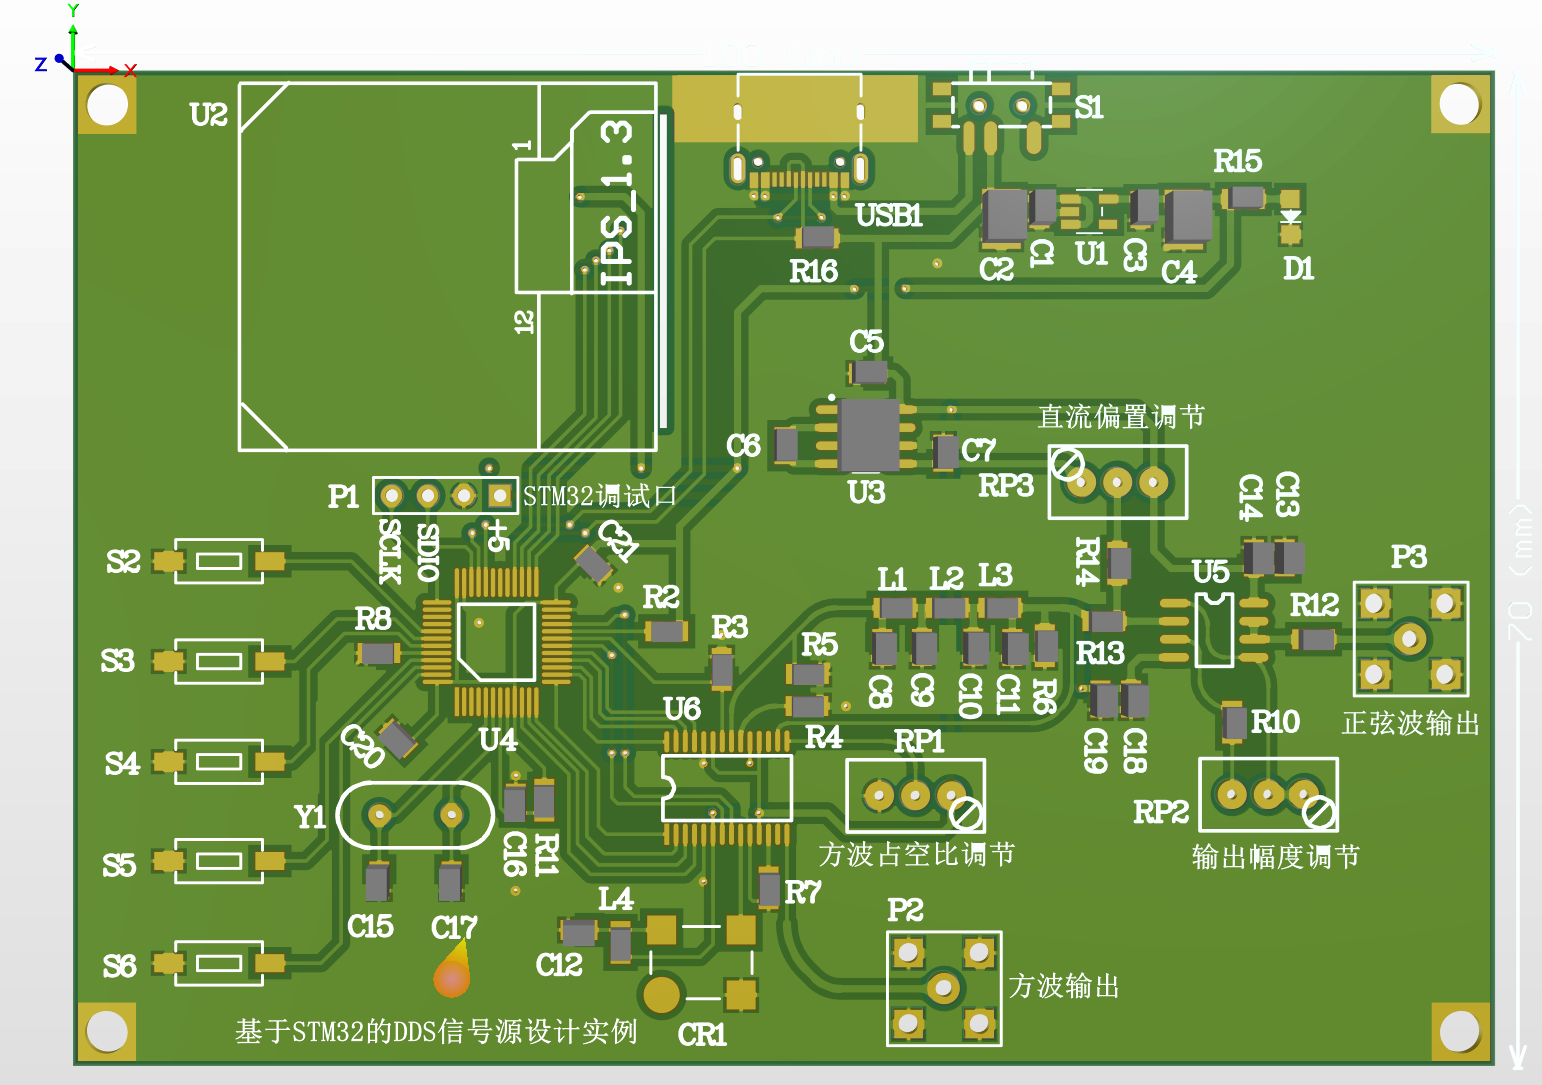 Y
Z
X
U2
1
IPS_1.3
12
S1
R15
USB1
R16
C2
C1
U1
C3
C4
D1
C5
C6
C7
U3
直流偏置调节
RP3
P1
STM32调试口
SCLK
SDIO
+5
C21
C14
C13
S2
R14
U5
P3
L1
L2
L3
R2
R8
R3
R12
R5
R13
S3
C8
C9
C10
C11
R6
U6
R10
正弦波输出
U4
C20
R4
RP1
C19
C18
S4
Y1
RP2
C16
R11
方波占空比调节
输出幅度调节
S5
R7
L4
C15
C17
P2
S6
C12
方波输出
基于STM32的DDS信号源设计实例
CR1
70 (mm)